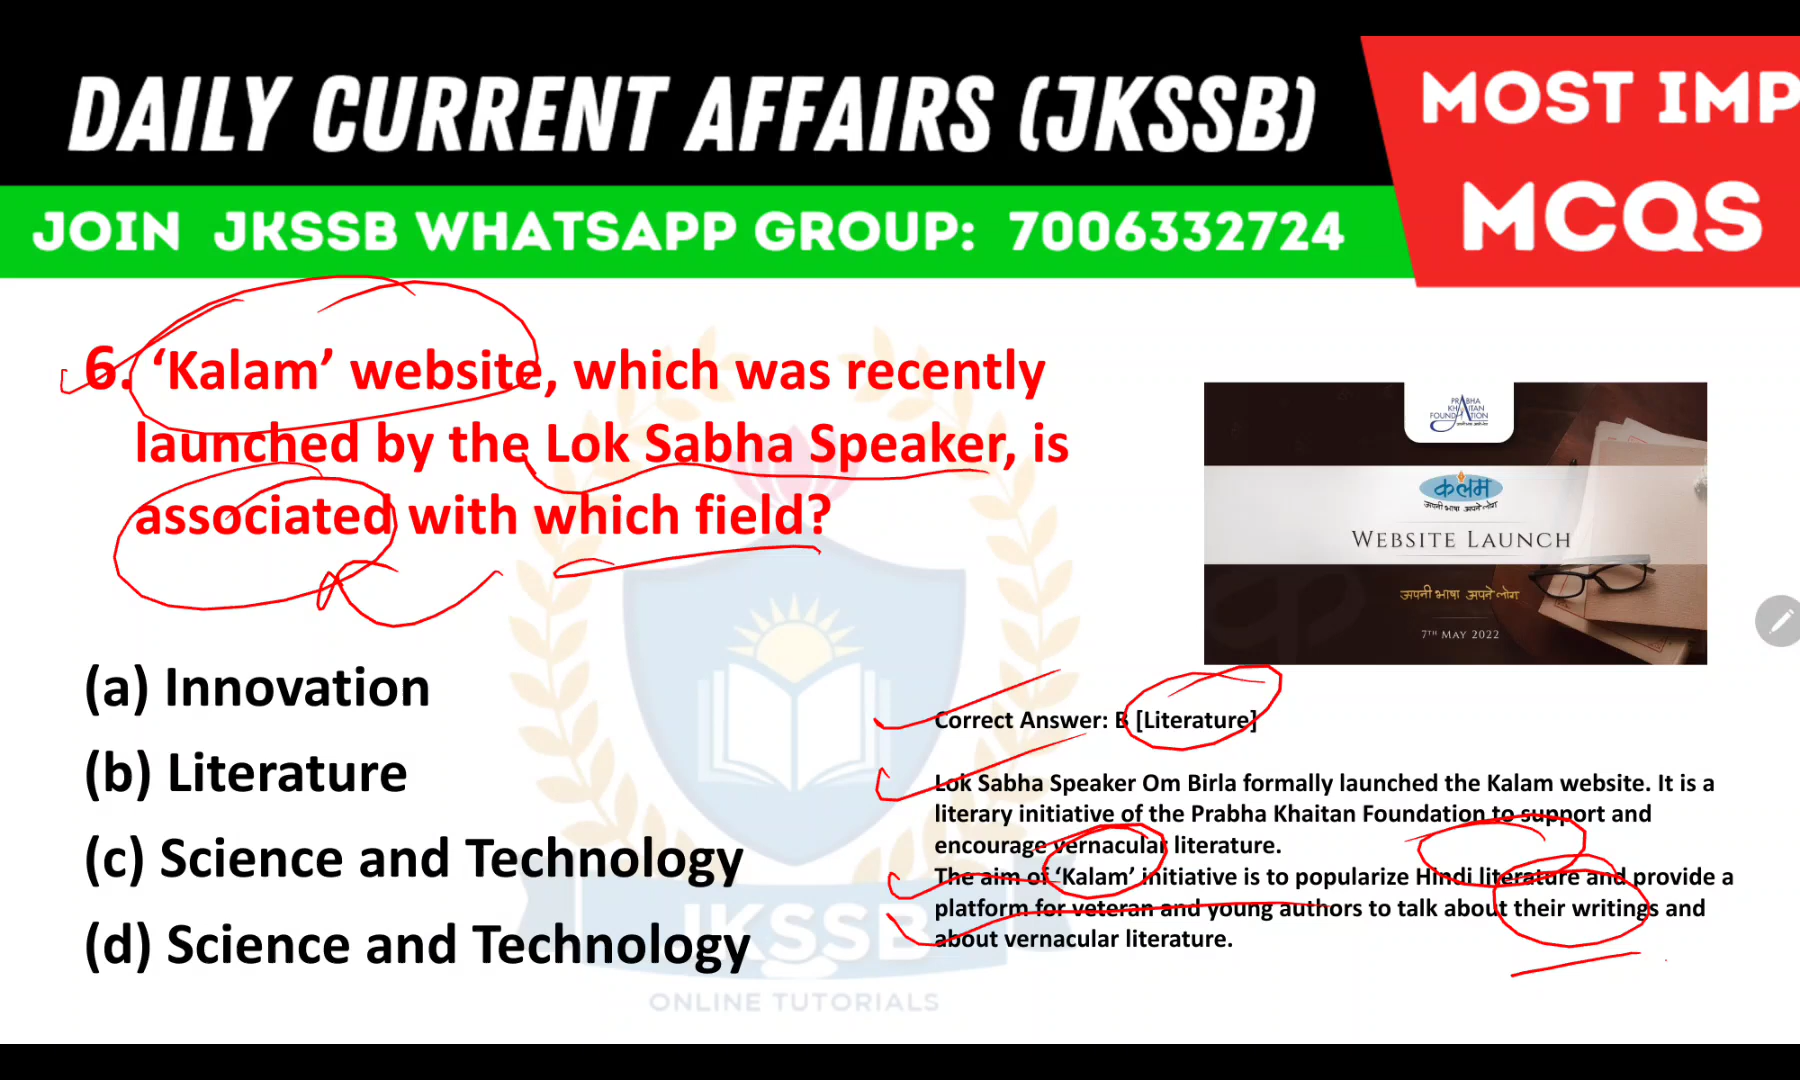 DAILY CURRENT AFFAIRS (JKSSB)
MOST IMP
MCQS
JOIN JKSSB WHATSAPP GROUP: 7006332724
6. ‘Kalam’ website, which was recently
launched by the Lok Sabha Speaker, is
associated with which field?
(a) Innovation
(b) Literature
(c) Science and Technology
(d) Science and Technology
PRABHA
KHAITAN
FOUNDATION
कलम
अपनी भाषा अपने लोग
WEBSITE LAUNCH
अपनी भाषा अपने लोग
7TH MAY 2022
Correct Answer: B [Literature]
Lok Sabha Speaker Om Birla formally launched the Kalam website. It is a
literary initiative of the Prabha Khaitan Foundation to support and
encourage vernacular literature.
The aim of ‘Kalam’ initiative is to popularize Hindi literature and provide a
platform for veteran and young authors to talk about their writings and
about vernacular literature.
JKSSB
ONLINE TUTORIALS